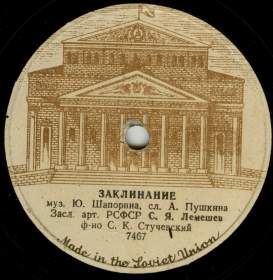 ЗАКЛИНАНИЕ
муз. Ю. Шапорина, сл. А. Пушкина
Засл. арт. РСФСР С. Я. Лемешев
ф-но С. К. Стучевский
7467
Made in the Soviet Union